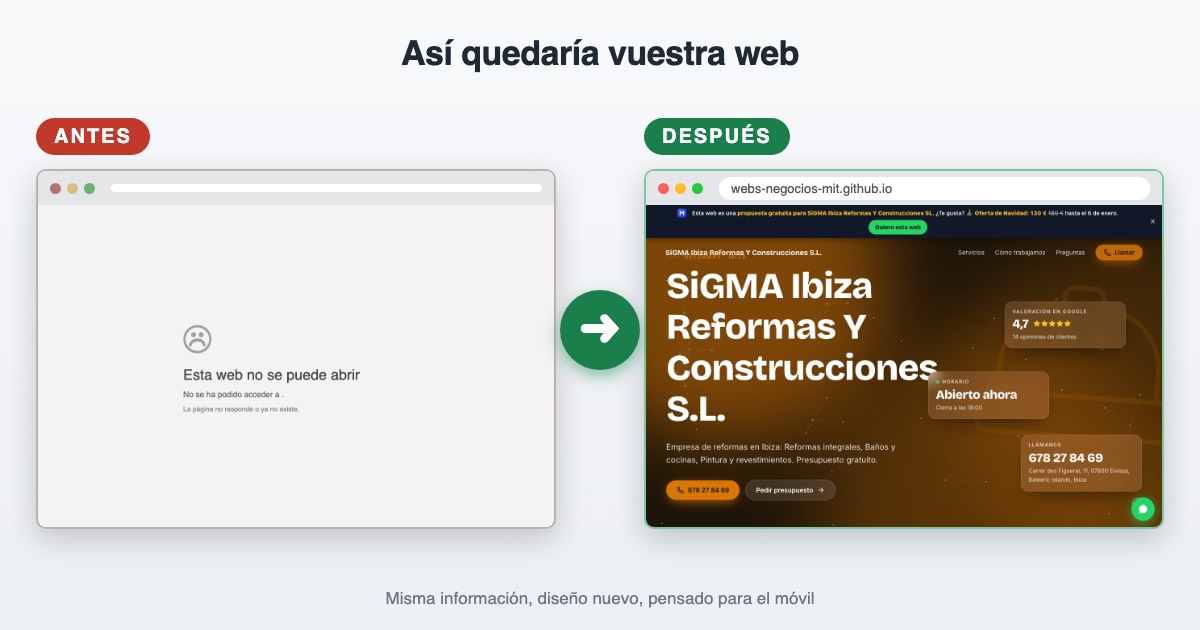 Así quedaría vuestra web
ANTES
DESPUÉS
Esta web no se puede abrir
No se ha podido acceder a .
La página no responde o ya no existe.
webs-negocios-mit.github.io
Esta web es una propuesta gratuita para SiGMA Ibiza Reformas Y Construcciones SL. ¿Te gusta? 🎄 Oferta de Navidad: 130 € 180 € hasta el 6 de enero.
Quiero esta web
SiGMA Ibiza Reformas Y Construcciones S.L.
Servicios Cómo trabajamos Preguntas Llamar
REFORMAS · IBIZA
SiGMA Ibiza
Reformas Y
Construcciones
S.L.
VALORACIÓN EN GOOGLE
4,7 ★★★★★
14 opiniones de clientes
HORARIO
Abierto ahora
Cierra a las 18:00
LLÁMANOS
678 27 84 69
Carrer des Figueral, 11, 07800 Eivissa,
Balearic Islands, Ibiza
Empresa de reformas en Ibiza: Reformas integrales, Baños y
cocinas, Pintura y revestimientos. Presupuesto gratuito.
678 27 84 69
Pedir presupuesto →
Misma información, diseño nuevo, pensado para el móvil